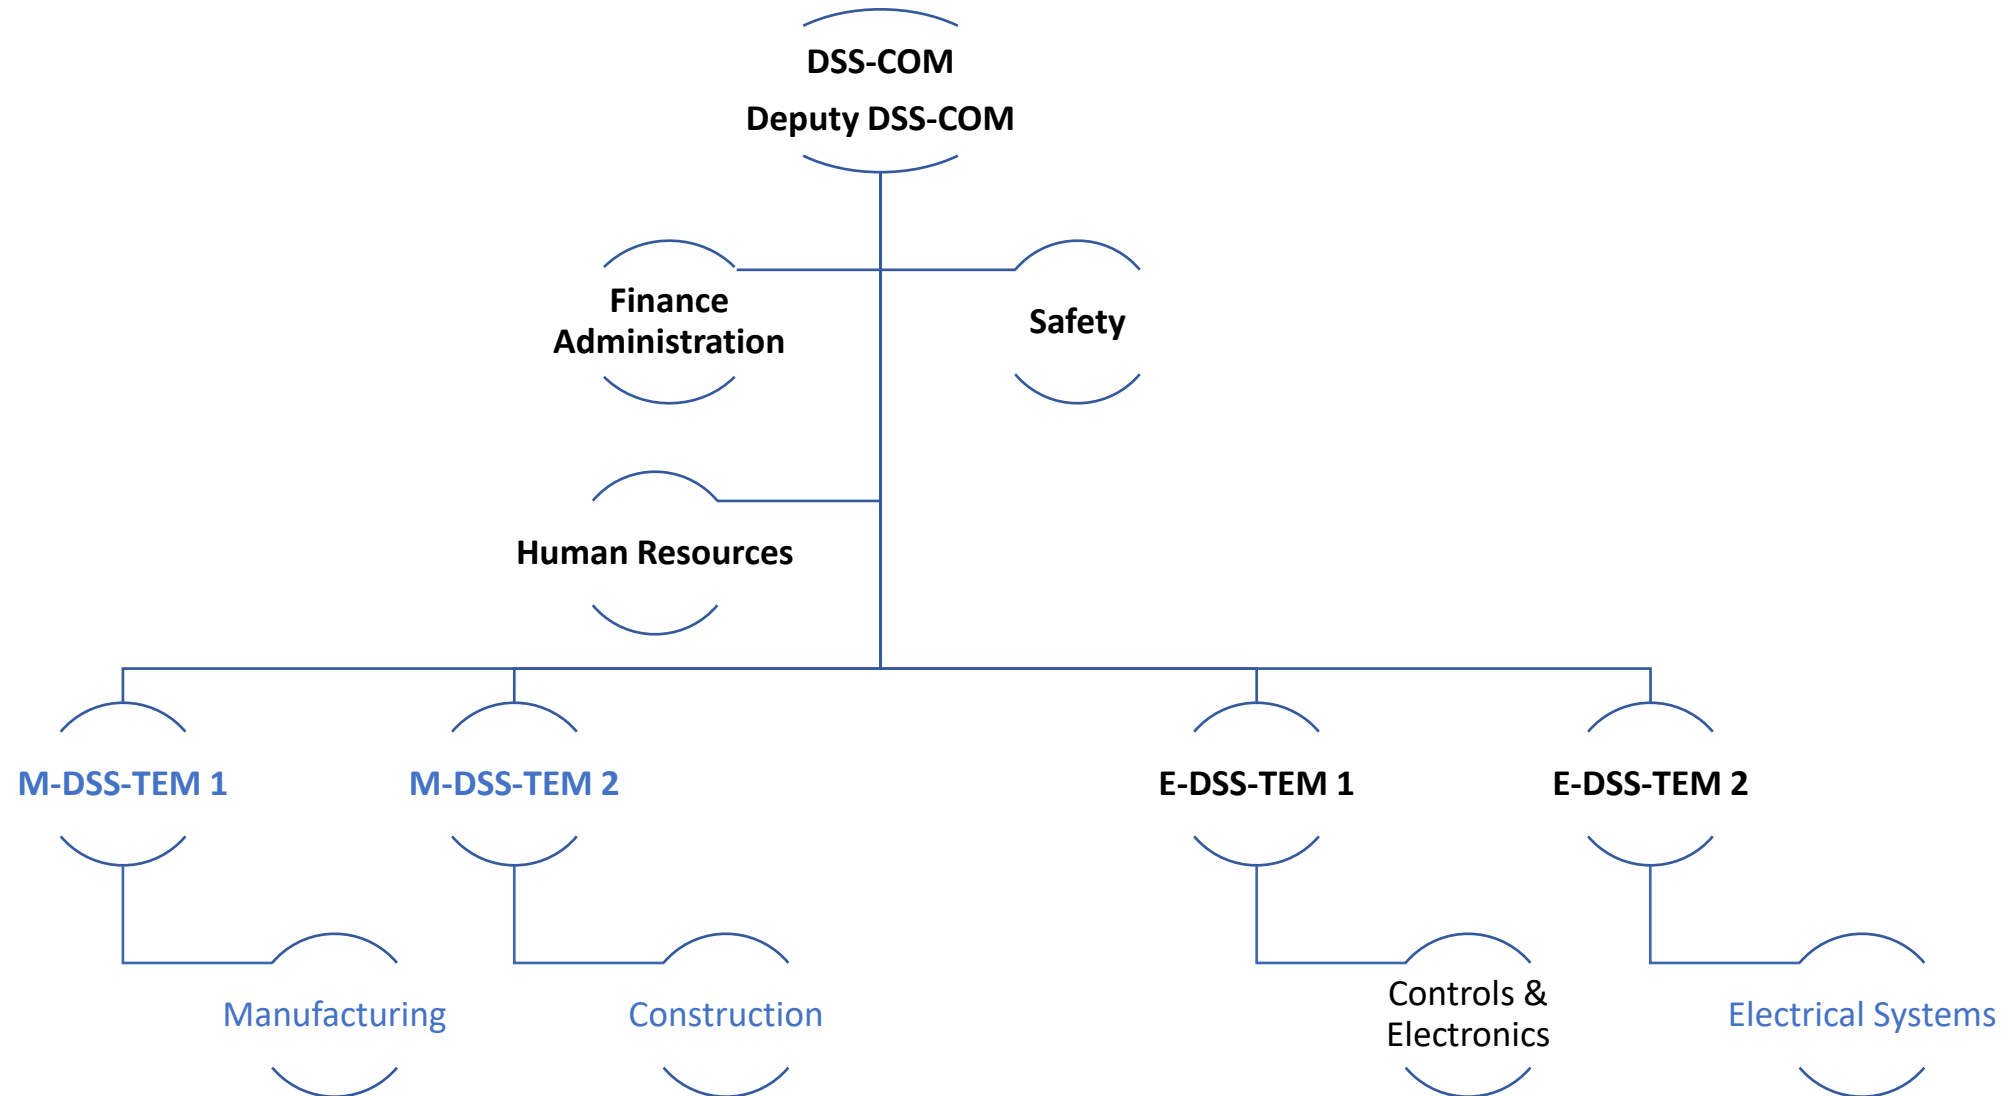 DSS-COM
Deputy DSS-COM
Finance
Administration
Safety
Human Resources
M-DSS-TEM 1
M-DSS-TEM 2
E-DSS-TEM 1
E-DSS-TEM 2
Manufacturing
Construction
Controls &
Electronics
Electrical Systems